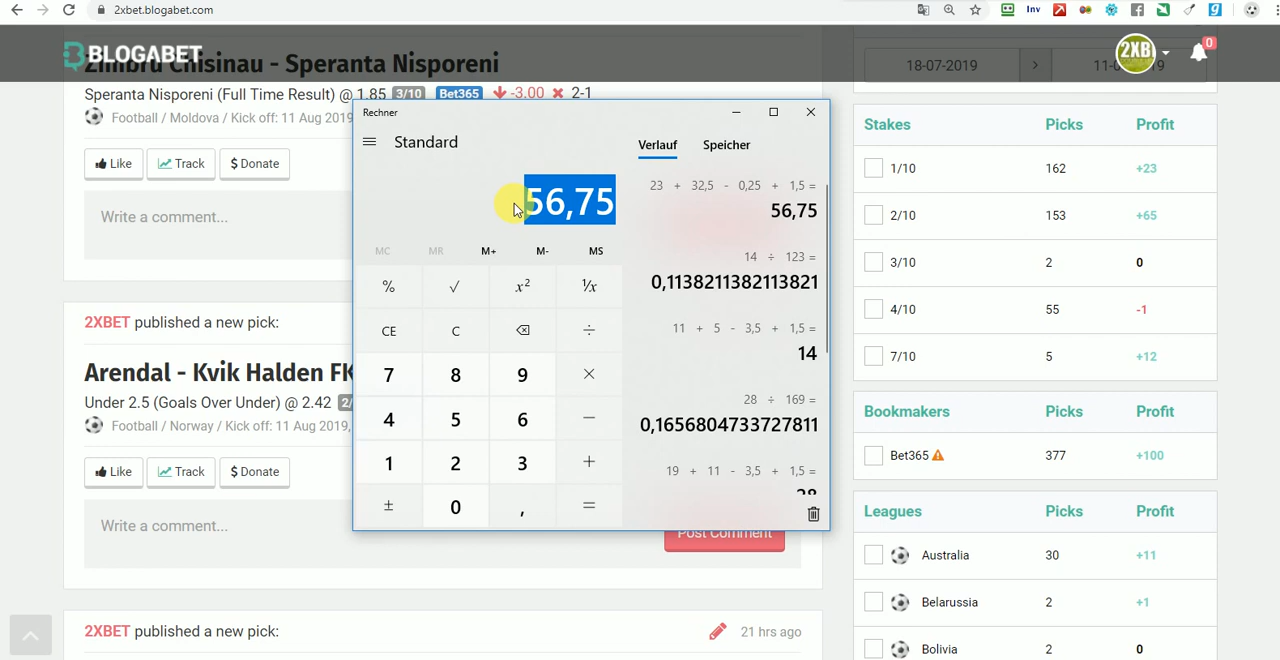 2xbet.blogabet.com
Inv
BLOGABET
2XB
0
Zimbru Chisinau - Speranta Nisporeni
Speranta Nisporeni (Full Time Result) @ 1.85 3/10 Bet365 -3.00 2-1
Football / Moldova / Kick off: 11 Aug 2019
Like Track $ Donate
Write a comment...
2XBET published a new pick:
Arendal - Kvik Halden FK
Under 2.5 (Goals Over Under) @ 2.42 2/
Football / Norway / Kick off: 11 Aug 2019,
Like Track $ Donate
Write a comment...
Post Comment
2XBET published a new pick:
21 hrs ago
Rechner
Standard
56,75
MC MR M+ M- MS
% √ x² ¹/x
CE C ÷
7 8 9 ×
4 5 6 −
1 2 3 +
± 0 , =
Verlauf Speicher
23 + 32,5 - 0,25 + 1,5 =
56,75
14 ÷ 123 =
0,1138211382113821
11 + 5 - 3,5 + 1,5 =
14
28 ÷ 169 =
0,1656804733727811
19 + 11 - 3,5 + 1,5 =
28
18-07-2019 >
Stakes Picks Profit
1/10 162 +23
2/10 153 +65
3/10 2 0
4/10 55 -1
7/10 5 +12
Bookmakers Picks Profit
Bet365 377 +100
Leagues Picks Profit
Australia 30 +11
Belarussia 2 +1
Bolivia 2 0